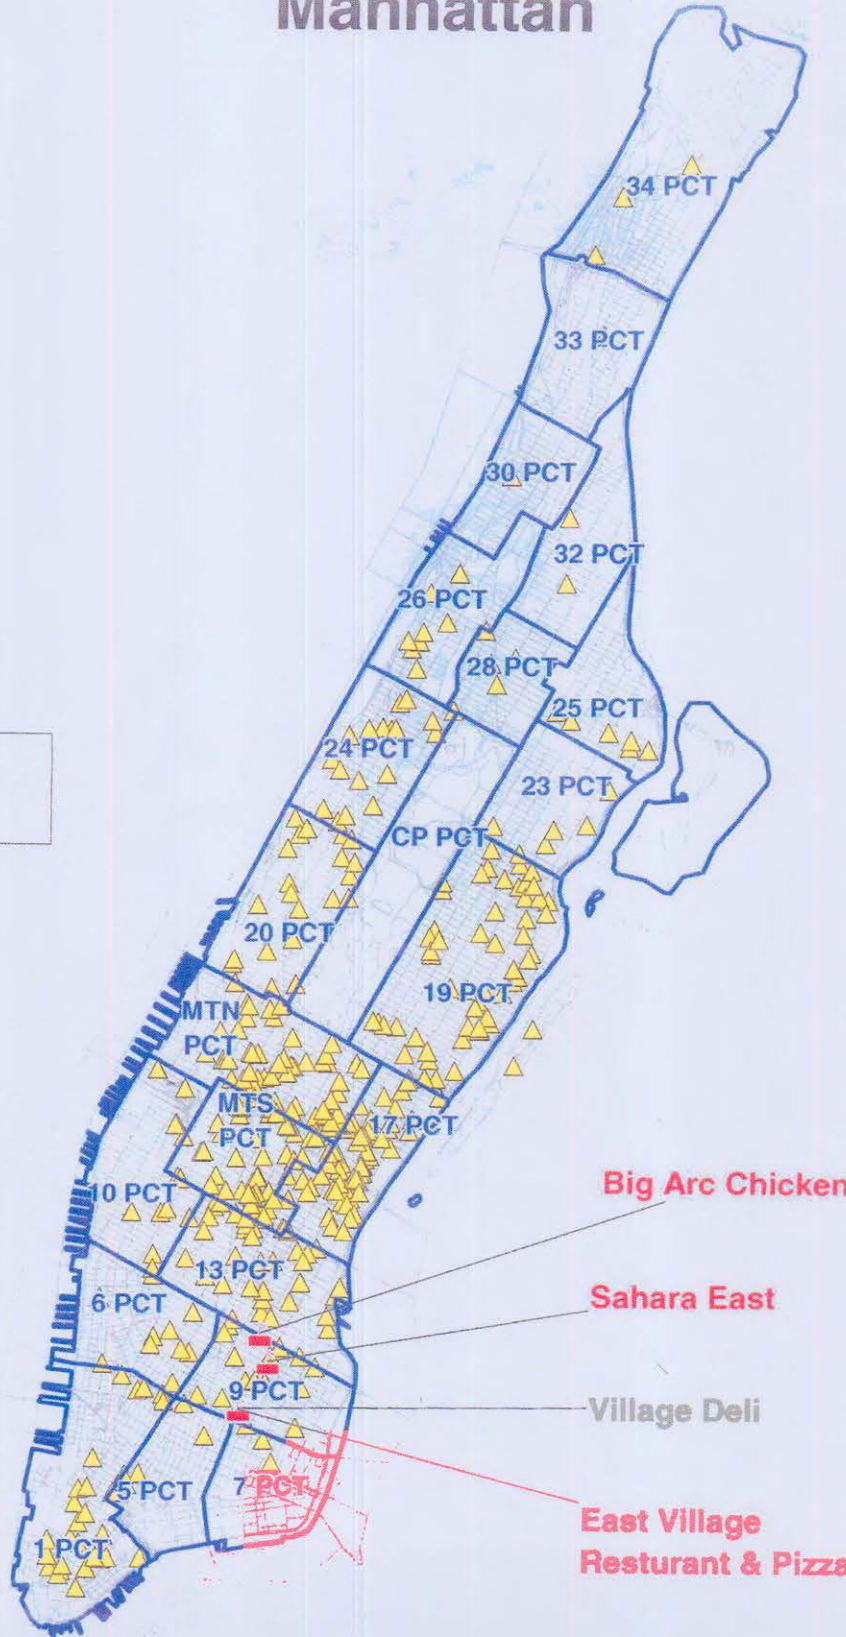 Manhattan
34 PCT
33 PCT
30 PCT
32 PCT
26 PCT
28 PCT
25 PCT
24 PCT
23 PCT
CP PCT
20 PCT
19 PCT
MTN
PCT
MTS
PCT
17 PCT
10 PCT
Big Arc Chicken
13 PCT
6 PCT
Sahara East
9 PCT
Village Deli
5 PCT
7 PCT
East Village
Resturant & Pizza
1 PCT